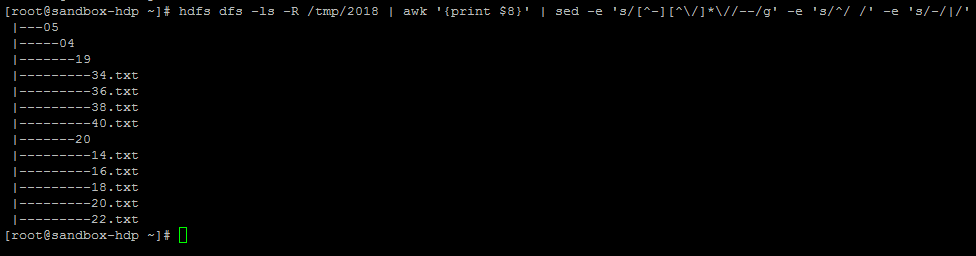 [root@sandbox-hdp ~]# hdfs dfs -ls -R /tmp/2018 | awk '{print $8}' | sed -e 's/[^-][^\/]*\//--/g' -e 's/^/ /' -e 's/-/|/'
|---05
|-----04
|-------19
|---------34.txt
|---------36.txt
|---------38.txt
|---------40.txt
|-------20
|---------14.txt
|---------16.txt
|---------18.txt
|---------20.txt
|---------22.txt
[root@sandbox-hdp ~]#